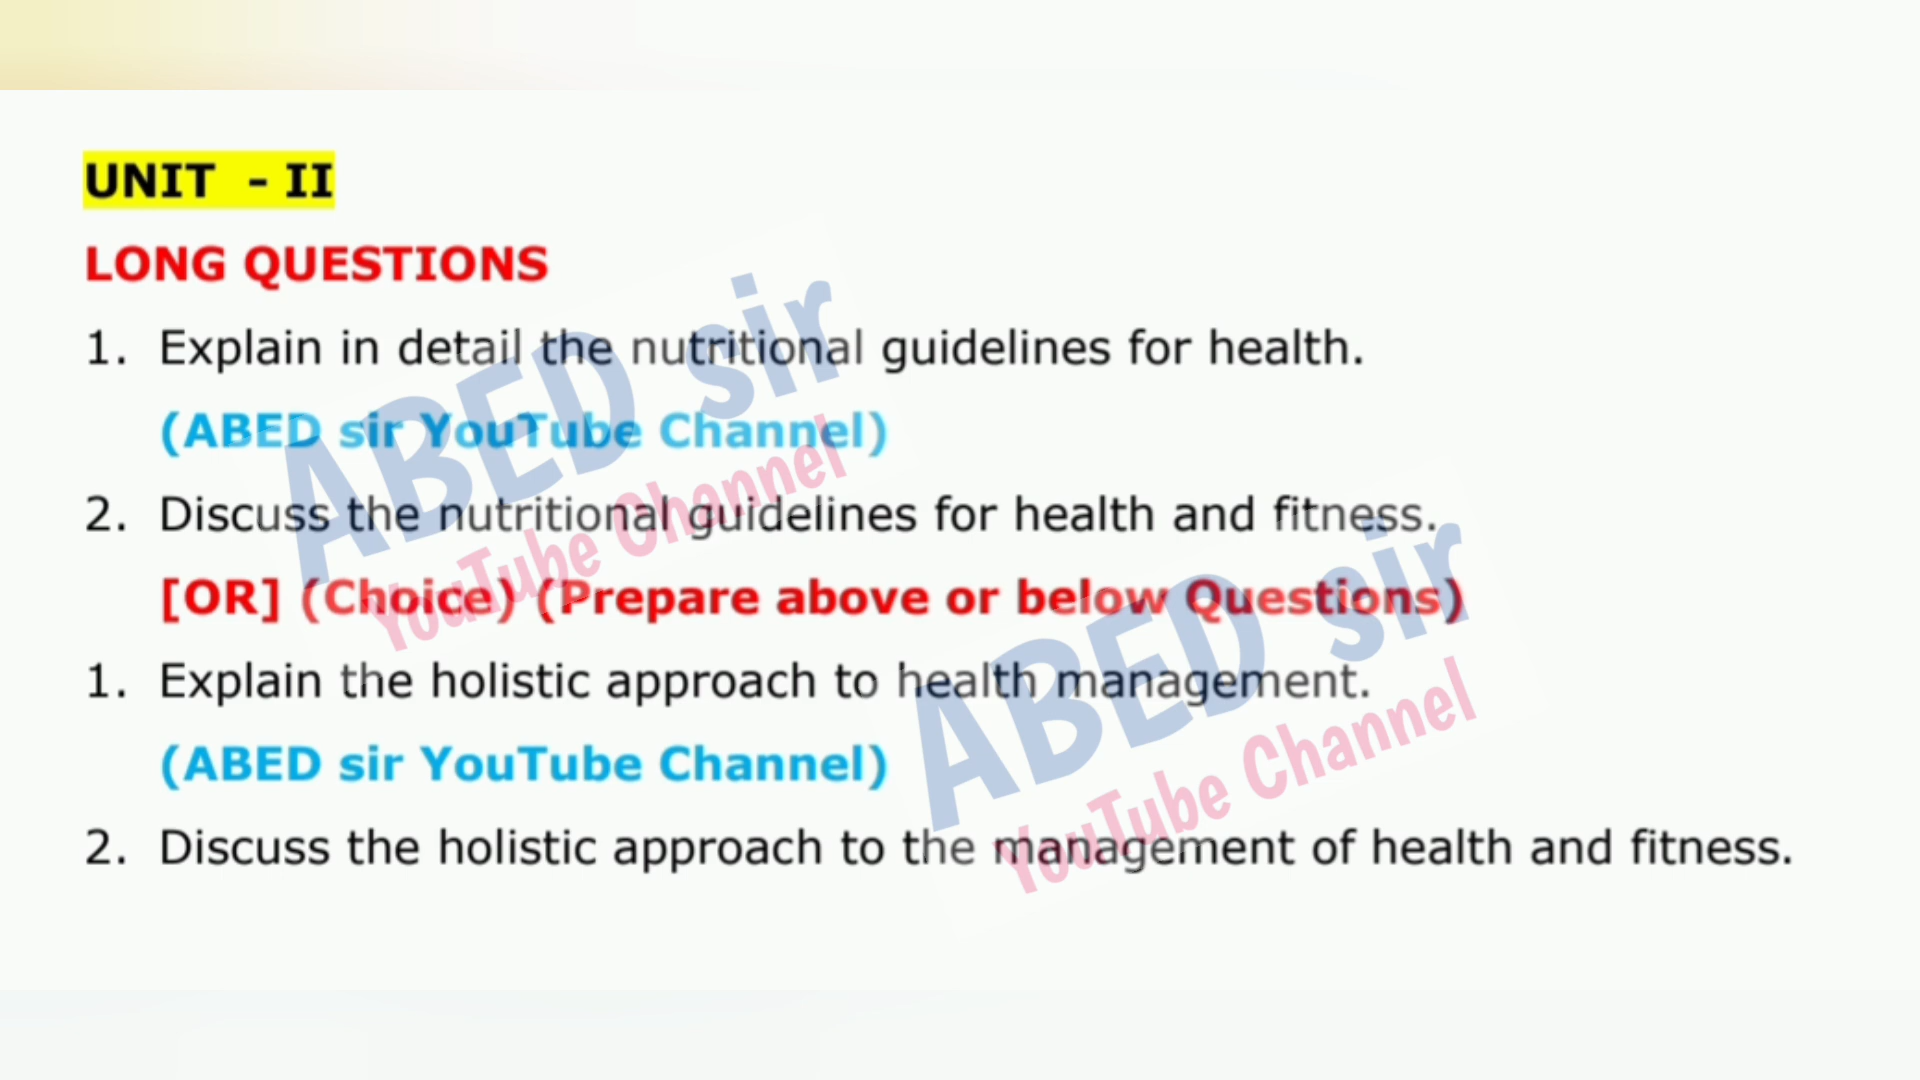 UNIT - II
LONG QUESTIONS
1. Explain in detail the nutritional guidelines for health.
(ABED sir YouTube Channel)
2. Discuss the nutritional guidelines for health and fitness.
[OR] (Choice) (Prepare above or below Questions)
1. Explain the holistic approach to health management.
(ABED sir YouTube Channel)
2. Discuss the holistic approach to the management of health and fitness.
ABED sir
YouTube Channel
ABED sir
YouTube Channel